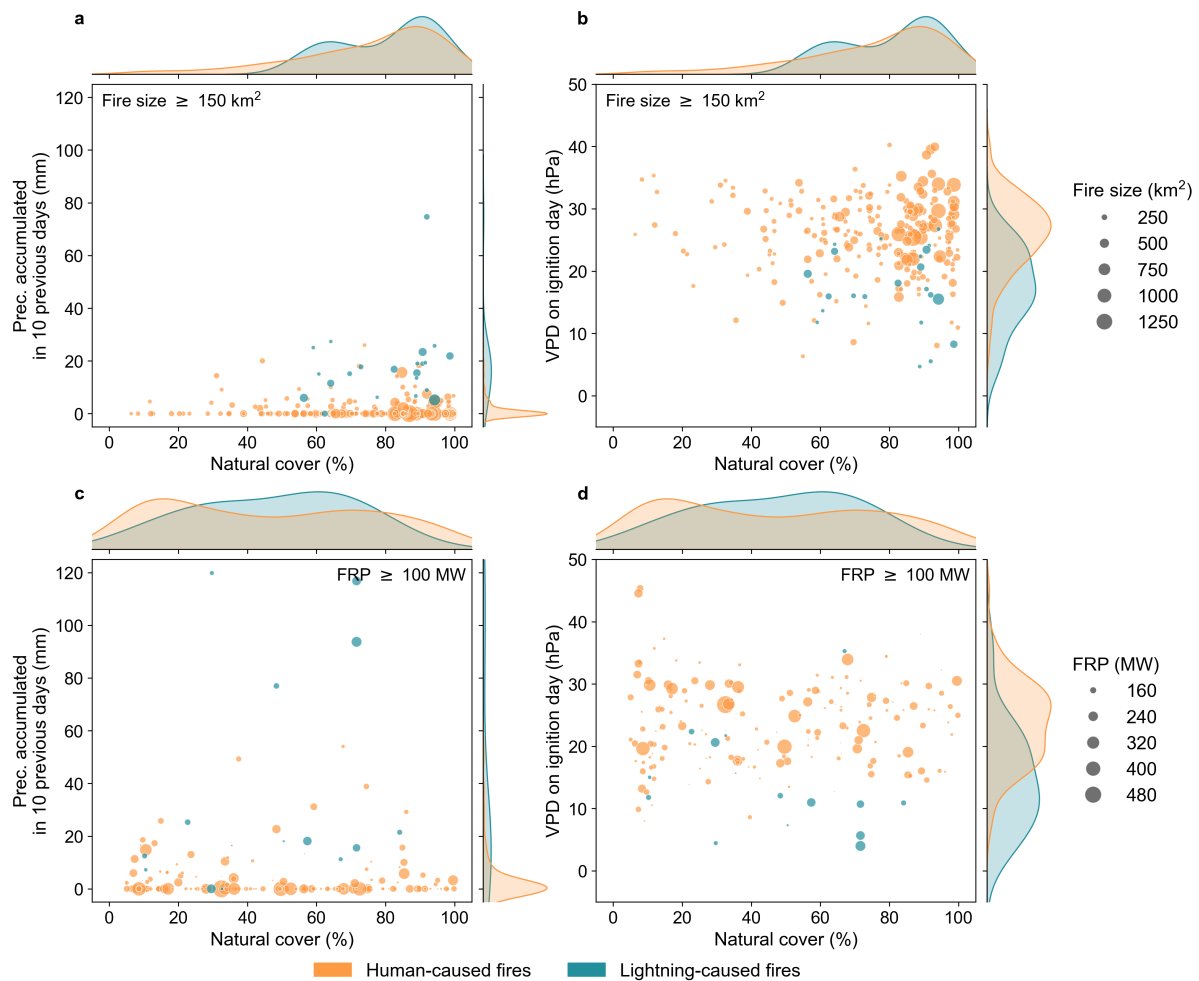 a
Fire size ≥ 150 km²
120
100
80
60
40
20
0
Prec. accumulated
in 10 previous days (mm)
0 20 40 60 80 100
Natural cover (%)
b
Fire size ≥ 150 km²
50
40
30
20
10
0
VPD on ignition day (hPa)
0 20 40 60 80 100
Natural cover (%)
Fire size (km²)
250
500
750
1000
1250
c
FRP ≥ 100 MW
120
100
80
60
40
20
0
Prec. accumulated
in 10 previous days (mm)
0 20 40 60 80 100
Natural cover (%)
d
FRP ≥ 100 MW
50
40
30
20
10
0
VPD on ignition day (hPa)
0 20 40 60 80 100
Natural cover (%)
FRP (MW)
160
240
320
400
480
Human-caused fires
Lightning-caused fires